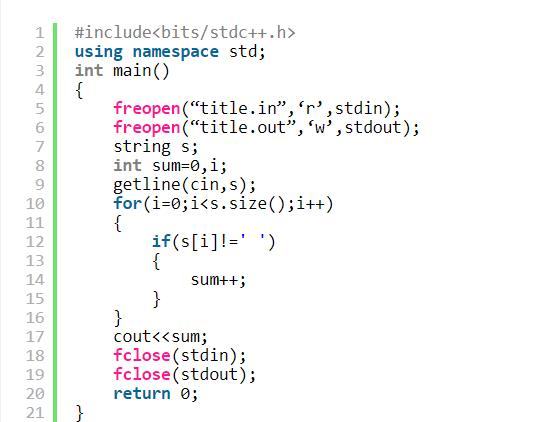 1 #include<bits/stdc++.h>
2 using namespace std;
3 int main()
4 {
5 freopen(“title.in”,‘r’,stdin);
6 freopen(“title.out”,‘w’,stdout);
7 string s;
8 int sum=0,i;
9 getline(cin,s);
10 for(i=0;i<s.size();i++)
11 {
12 if(s[i]!=' ')
13 {
14 sum++;
15 }
16 }
17 cout<<sum;
18 fclose(stdin);
19 fclose(stdout);
20 return 0;
21 }